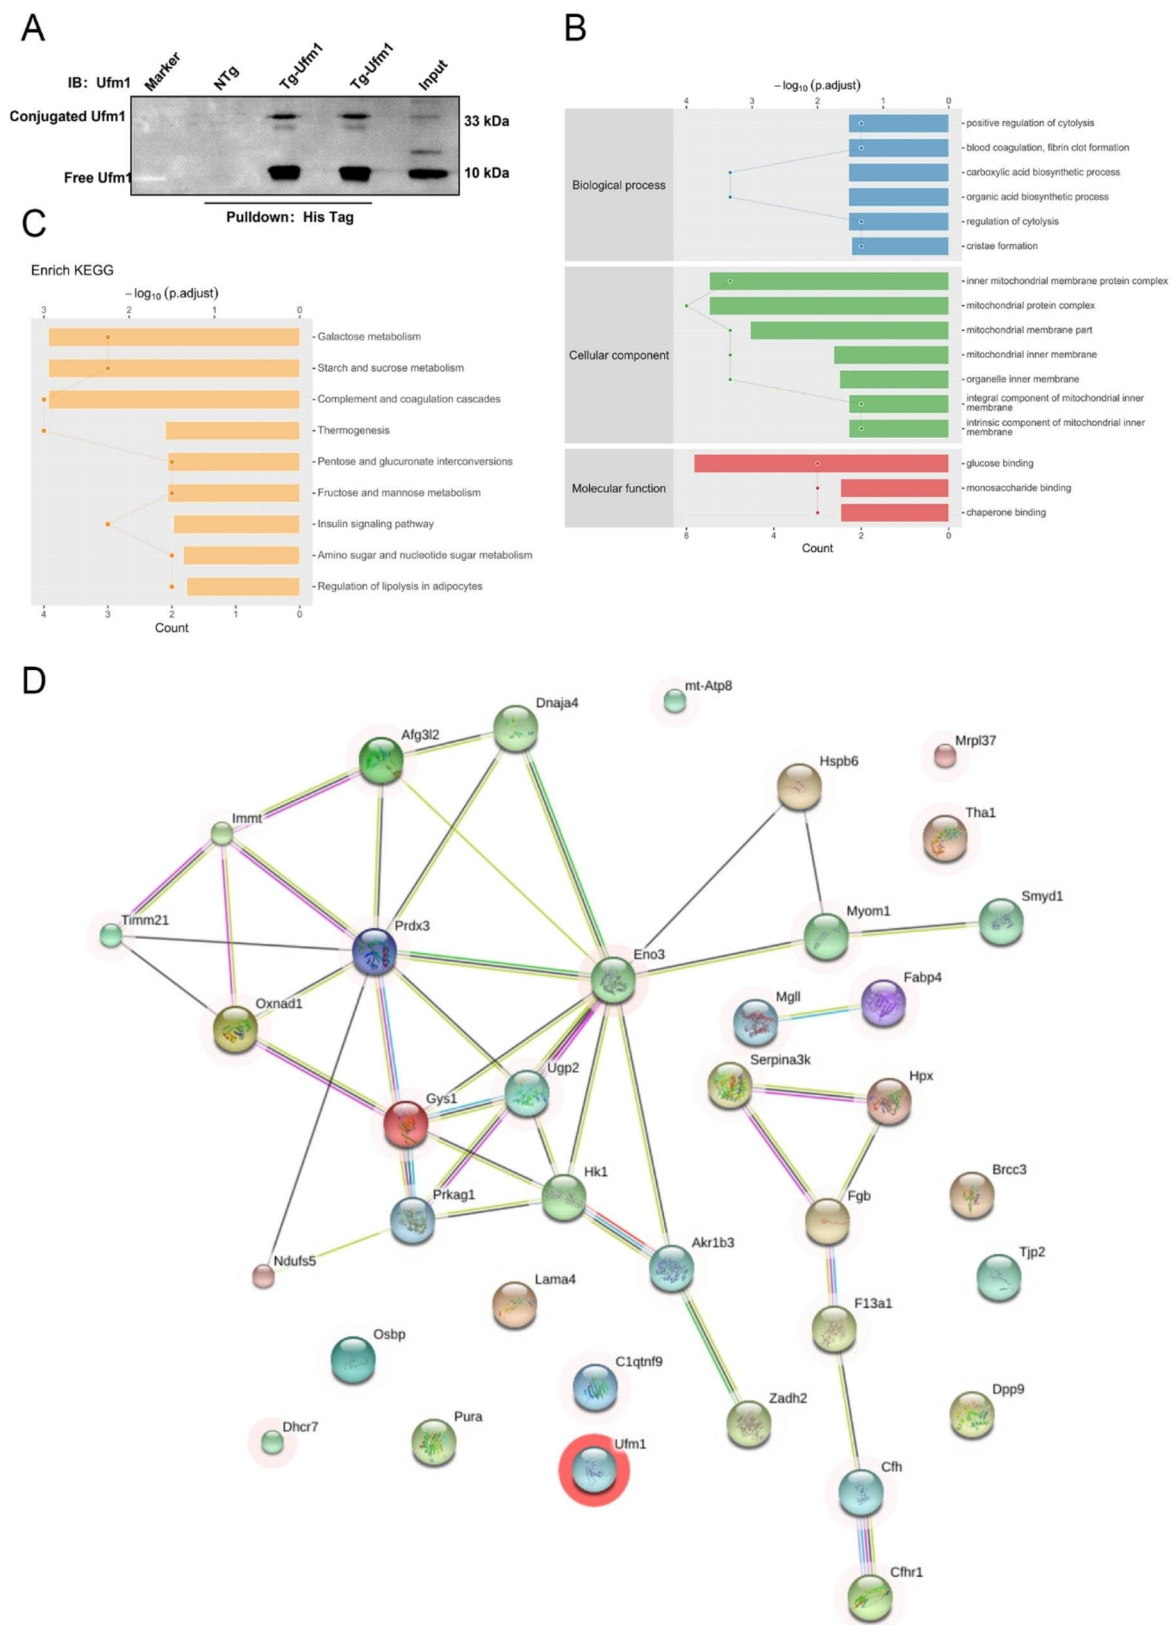 A
IB: Ufm1
Marker
NTg
Tg-Ufm1
Tg-Ufm1
Input
Conjugated Ufm1
33 kDa
Free Ufm1
10 kDa
Pulldown: His Tag
B
− log10 (p.adjust)
4 3 2 1 0
Biological process
positive regulation of cytolysis
blood coagulation, fibrin clot formation
carboxylic acid biosynthetic process
organic acid biosynthetic process
regulation of cytolysis
cristae formation
Cellular component
inner mitochondrial membrane protein complex
mitochondrial protein complex
mitochondrial membrane part
mitochondrial inner membrane
organelle inner membrane
integral component of mitochondrial inner
membrane
intrinsic component of mitochondrial inner
membrane
Molecular function
glucose binding
monosaccharide binding
chaperone binding
6 4 2 0
Count
C
Enrich KEGG
− log10 (p.adjust)
3 2 1 0
Galactose metabolism
Starch and sucrose metabolism
Complement and coagulation cascades
Thermogenesis
Pentose and glucuronate interconversions
Fructose and mannose metabolism
Insulin signaling pathway
Amino sugar and nucleotide sugar metabolism
Regulation of lipolysis in adipocytes
4 3 2 1 0
Count
D
mt-Atp8
Dnaja4
Afg3l2
Mrpl37
Hspb6
Tha1
Immt
Smyd1
Myom1
Timm21
Prdx3
Eno3
Fabp4
Mgll
Oxnad1
Serpina3k
Ugp2
Hpx
Gys1
Hk1
Brcc3
Prkag1
Fgb
Akr1b3
Tjp2
Ndufs5
Lama4
F13a1
Osbp
C1qtnf9
Zadh2
Dpp9
Pura
Dhcr7
Ufm1
Cfh
Cfhr1